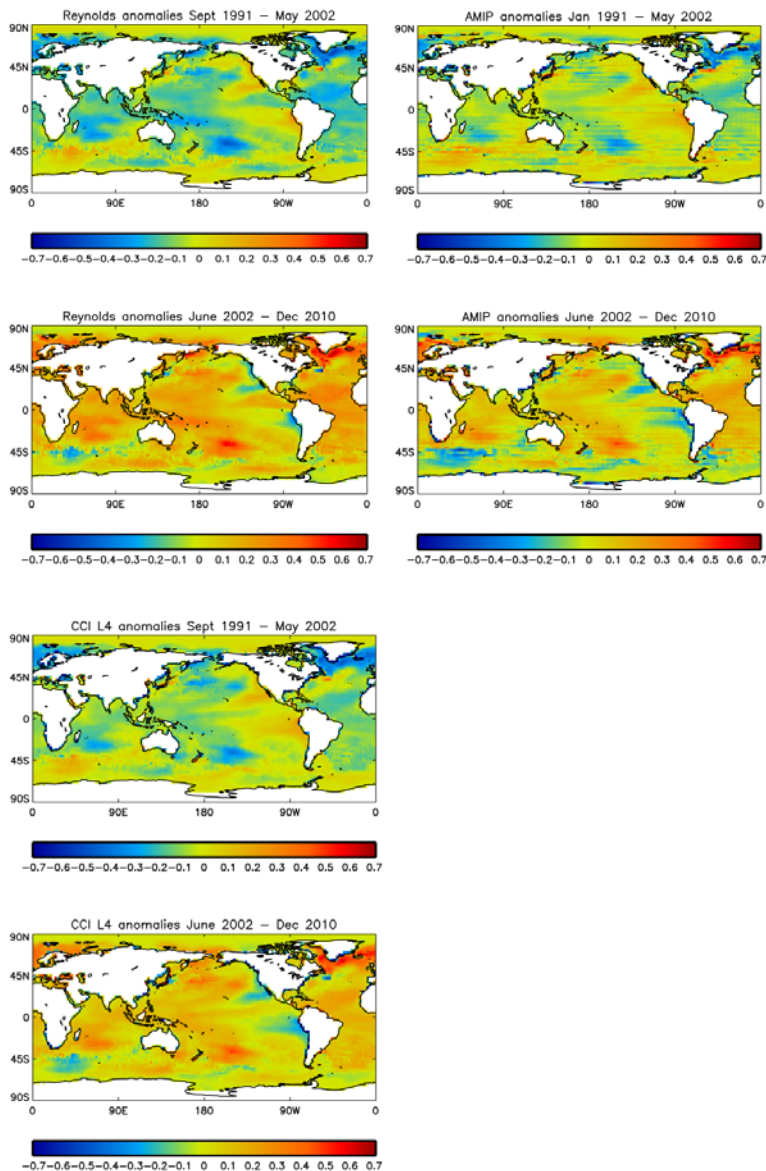 Reynolds anomalies Sept 1991 – May 2002
90N
45N
0
45S
90S
0 90E 180 90W 0
-0.7-0.6-0.5-0.4-0.3-0.2-0.1 0 0.1 0.2 0.3 0.4 0.5 0.6 0.7
AMIP anomalies Jan 1991 – May 2002
90N
45N
0
45S
90S
0 90E 180 90W 0
-0.7-0.6-0.5-0.4-0.3-0.2-0.1 0 0.1 0.2 0.3 0.4 0.5 0.6 0.7
Reynolds anomalies June 2002 – Dec 2010
90N
45N
0
45S
90S
0 90E 180 90W 0
-0.7-0.6-0.5-0.4-0.3-0.2-0.1 0 0.1 0.2 0.3 0.4 0.5 0.6 0.7
AMIP anomalies June 2002 – Dec 2010
90N
45N
0
45S
90S
0 90E 180 90W 0
-0.7-0.6-0.5-0.4-0.3-0.2-0.1 0 0.1 0.2 0.3 0.4 0.5 0.6 0.7
CCI L4 anomalies Sept 1991 – May 2002
90N
45N
0
45S
90S
0 90E 180 90W 0
-0.7-0.6-0.5-0.4-0.3-0.2-0.1 0 0.1 0.2 0.3 0.4 0.5 0.6 0.7
CCI L4 anomalies June 2002 – Dec 2010
90N
45N
0
45S
90S
0 90E 180 90W 0
-0.7-0.6-0.5-0.4-0.3-0.2-0.1 0 0.1 0.2 0.3 0.4 0.5 0.6 0.7